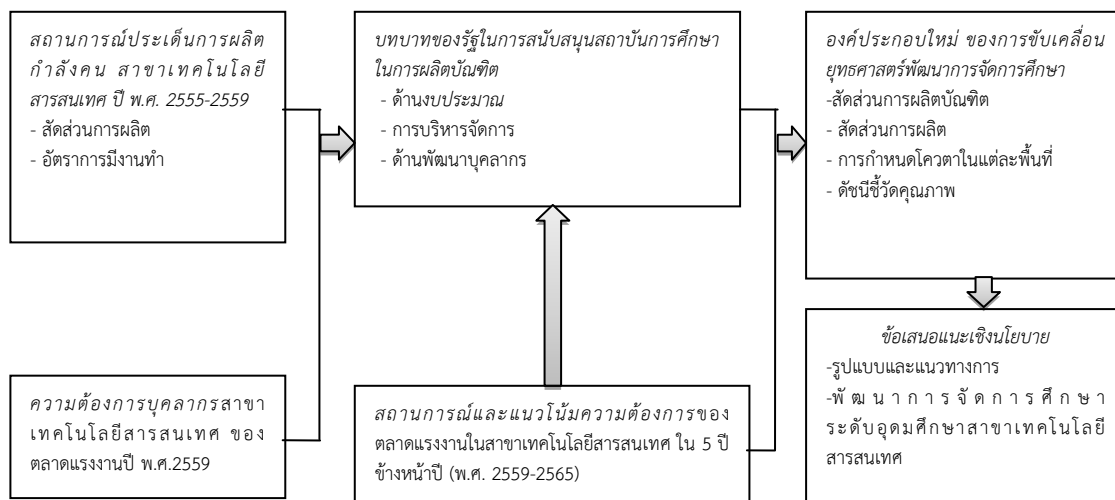 สถานการณ์ประเด็นการผลิต
กำลังคน สาขาเทคโนโลยี
สารสนเทศ ปี พ.ศ. 2555-2559
- สัดส่วนการผลิต
- อัตราการมีงานทำ
บทบาทของรัฐในการสนับสนุนสถาบันการศึกษา
ในการผลิตบัณฑิต
- ด้านงบประมาณ
- การบริหารจัดการ
- ด้านพัฒนาบุคลากร
องค์ประกอบใหม่ ของการขับเคลื่อน
ยุทธศาสตร์พัฒนาการจัดการศึกษา
-สัดส่วนการผลิตบัณฑิต
- สัดส่วนการผลิต
- การกำหนดโควตาในแต่ละพื้นที่
- ดัชนีชี้วัดคุณภาพ
ความต้องการบุคลากรสาขา
เทคโนโลยีสารสนเทศ ของ
ตลาดแรงงานปี พ.ศ.2559
สถานการณ์และแนวโน้มความต้องการของ
ตลาดแรงงานในสาขาเทคโนโลยีสารสนเทศ ใน 5 ปี
ข้างหน้าปี (พ.ศ. 2559-2565)
ข้อเสนอแนะเชิงนโยบาย
-รูปแบบและแนวทางการ
-พัฒนาการจัดการศึกษา
ระดับอุดมศึกษาสาขาเทคโนโลยี
สารสนเทศ